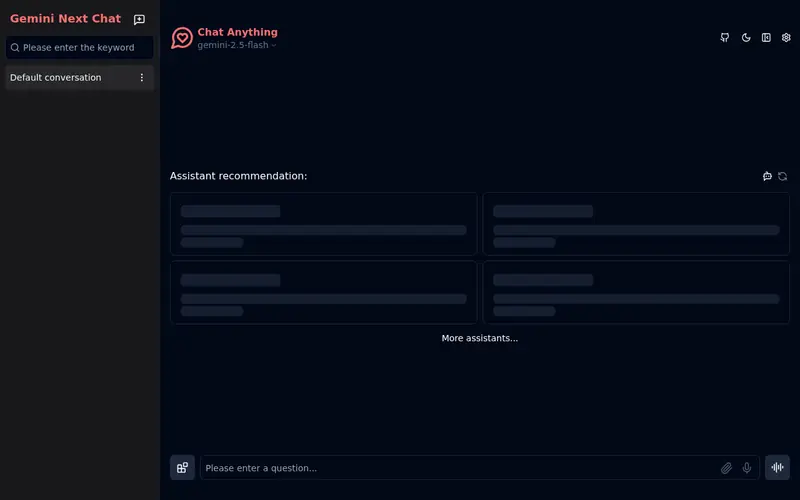 Gemini Next Chat
Please enter the keyword
Default conversation
Chat Anything
gemini-2.5-flash
Assistant recommendation:
More assistants...
Please enter a question...